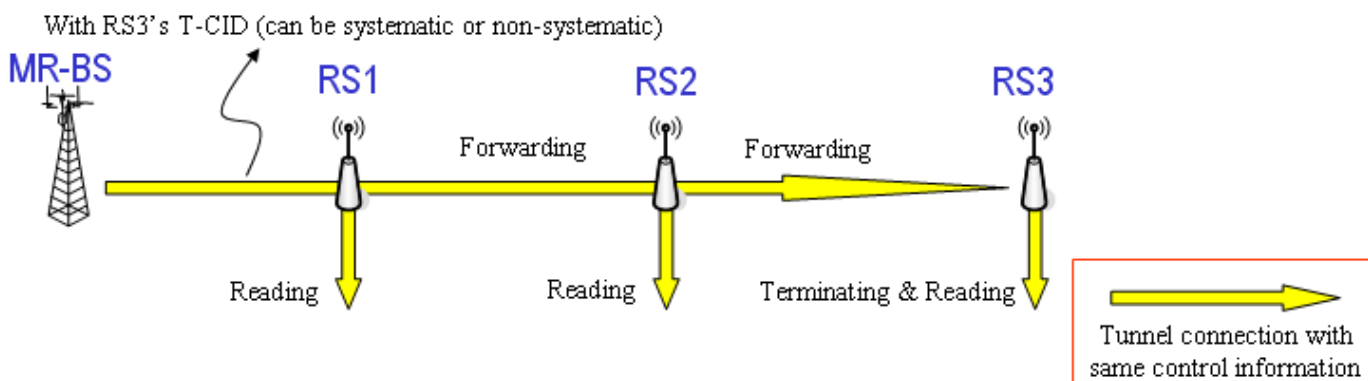 With RS3's T-CID (can be systematic or non-systematic)
MR-BS
RS1
RS2
RS3
Forwarding
Forwarding
Reading
Reading
Terminating & Reading
Tunnel connection with
same control information